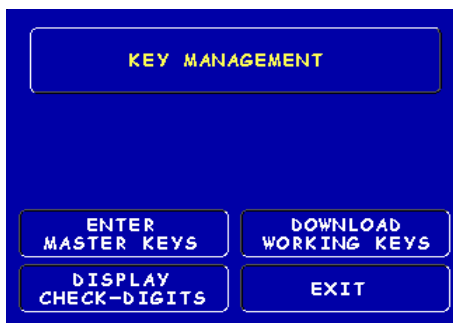 KEY MANAGEMENT
ENTER
MASTER KEYS
DOWNLOAD
WORKING KEYS
DISPLAY
CHECK-DIGITS
EXIT